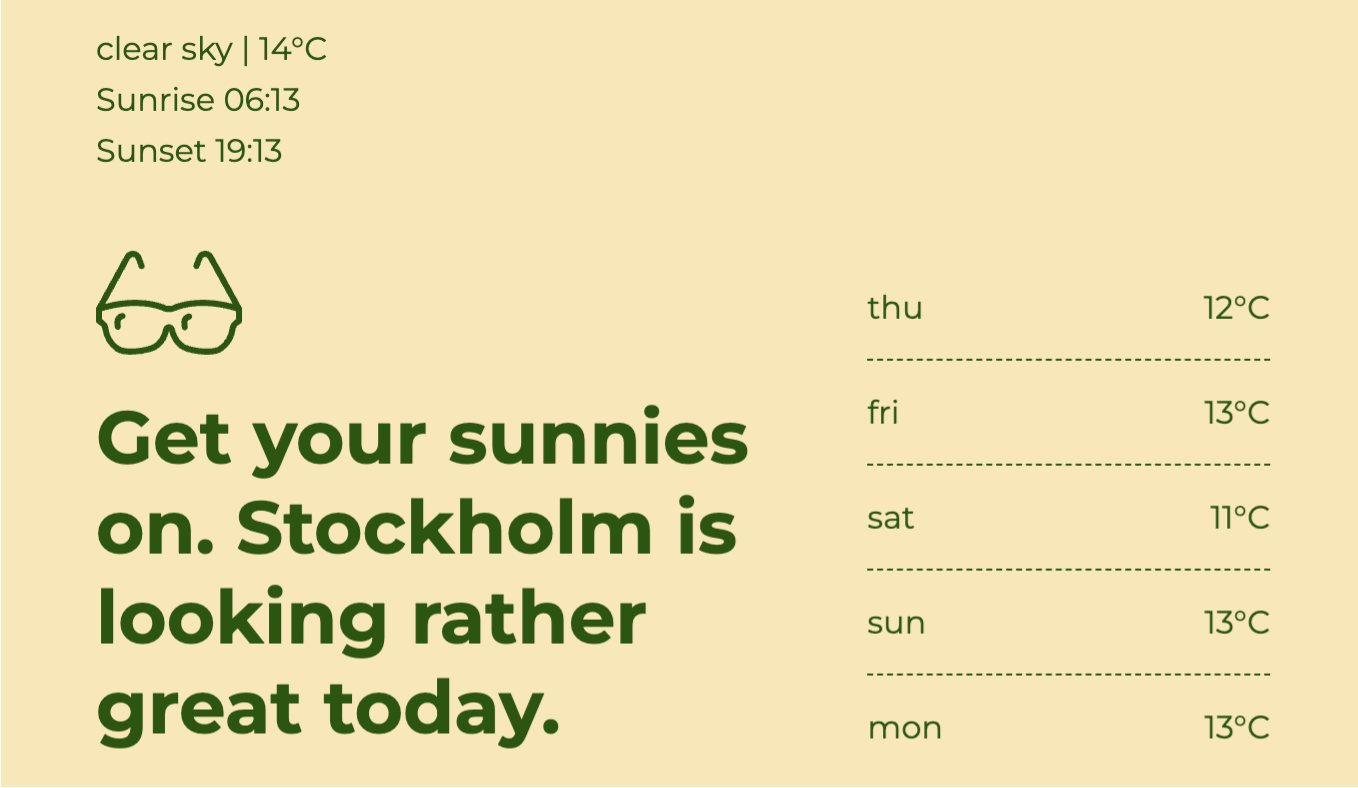 clear sky | 14°C
Sunrise 06:13
Sunset 19:13
Get your sunnies
on. Stockholm is
looking rather
great today.
thu 12°C
fri 13°C
sat 11°C
sun 13°C
mon 13°C